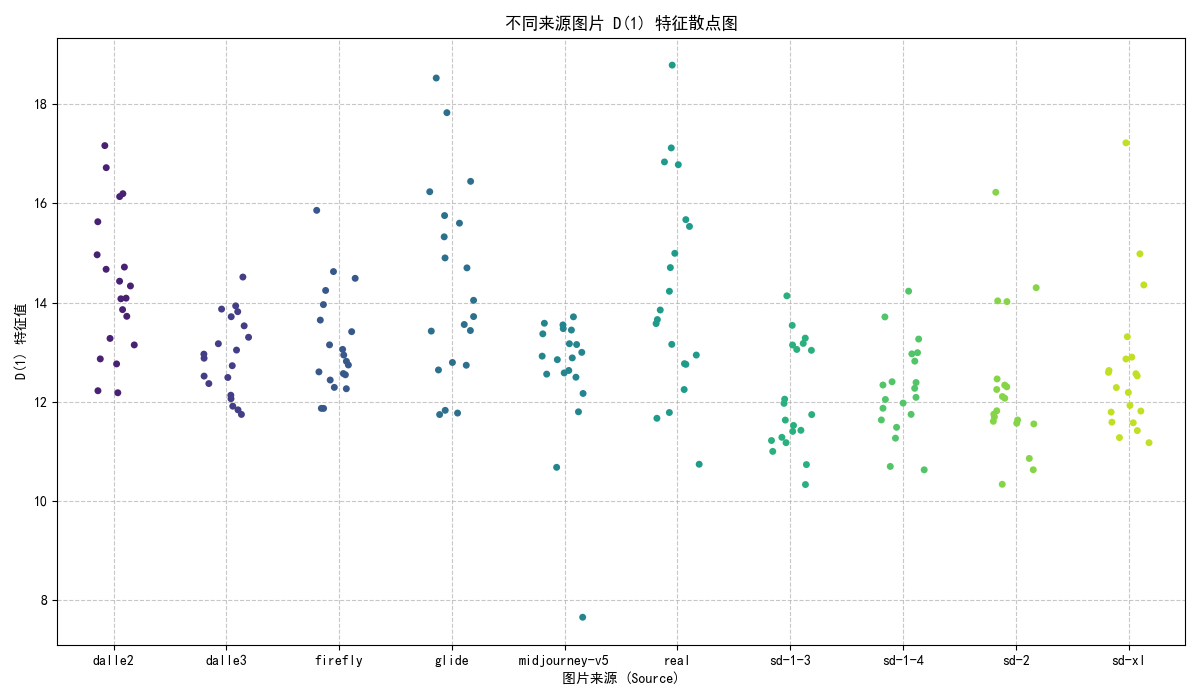 不同来源图片 D(1) 特征散点图
D(1) 特征值
18
16
14
12
10
8
dalle2 dalle3 firefly glide midjourney-v5 real sd-1-3 sd-1-4 sd-2 sd-xl
图片来源 (Source)